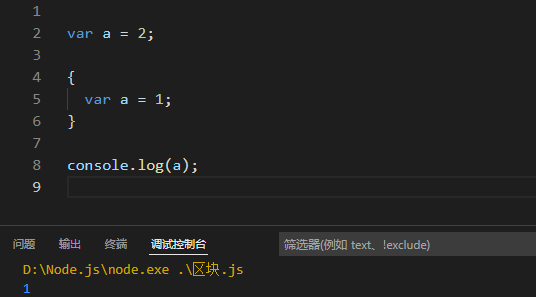 1
2 var a = 2;
3
4 {
5 var a = 1;
6 }
7
8 console.log(a);
9
问题 输出 终端 调试控制台 筛选器(例如 text、!exclude)
D:\Node.js\node.exe .\区块.js
1